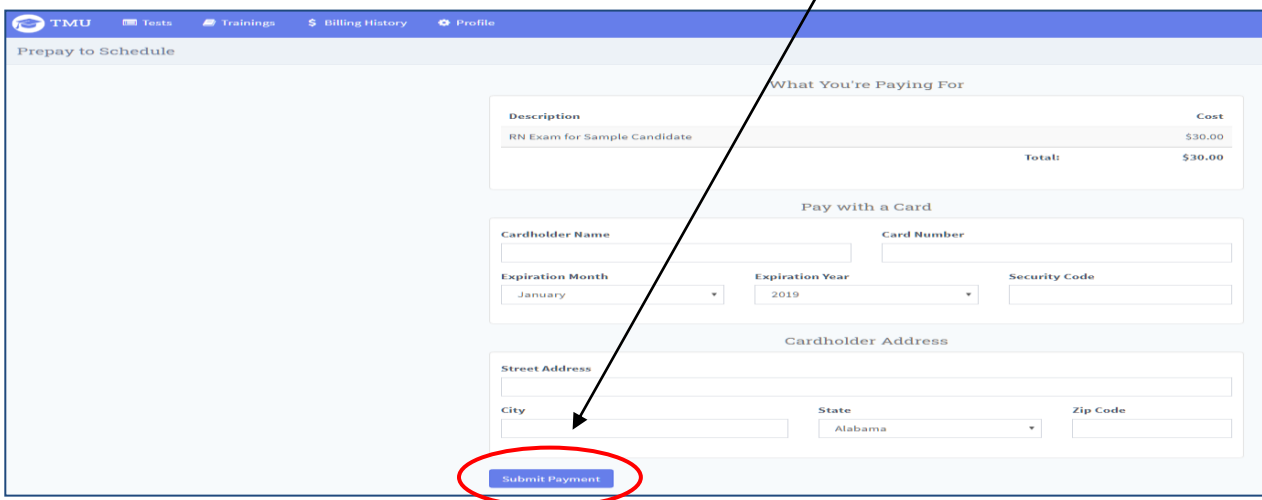 TMU Tests Trainings $ Billing History Profile
Prepay to Schedule
What You're Paying For
Description Cost
RN Exam for Sample Candidate $30.00
Total: $30.00
Pay with a Card
Cardholder Name Card Number
Expiration Month Expiration Year Security Code
January 2019
Cardholder Address
Street Address
City State Zip Code
Alabama
Submit Payment